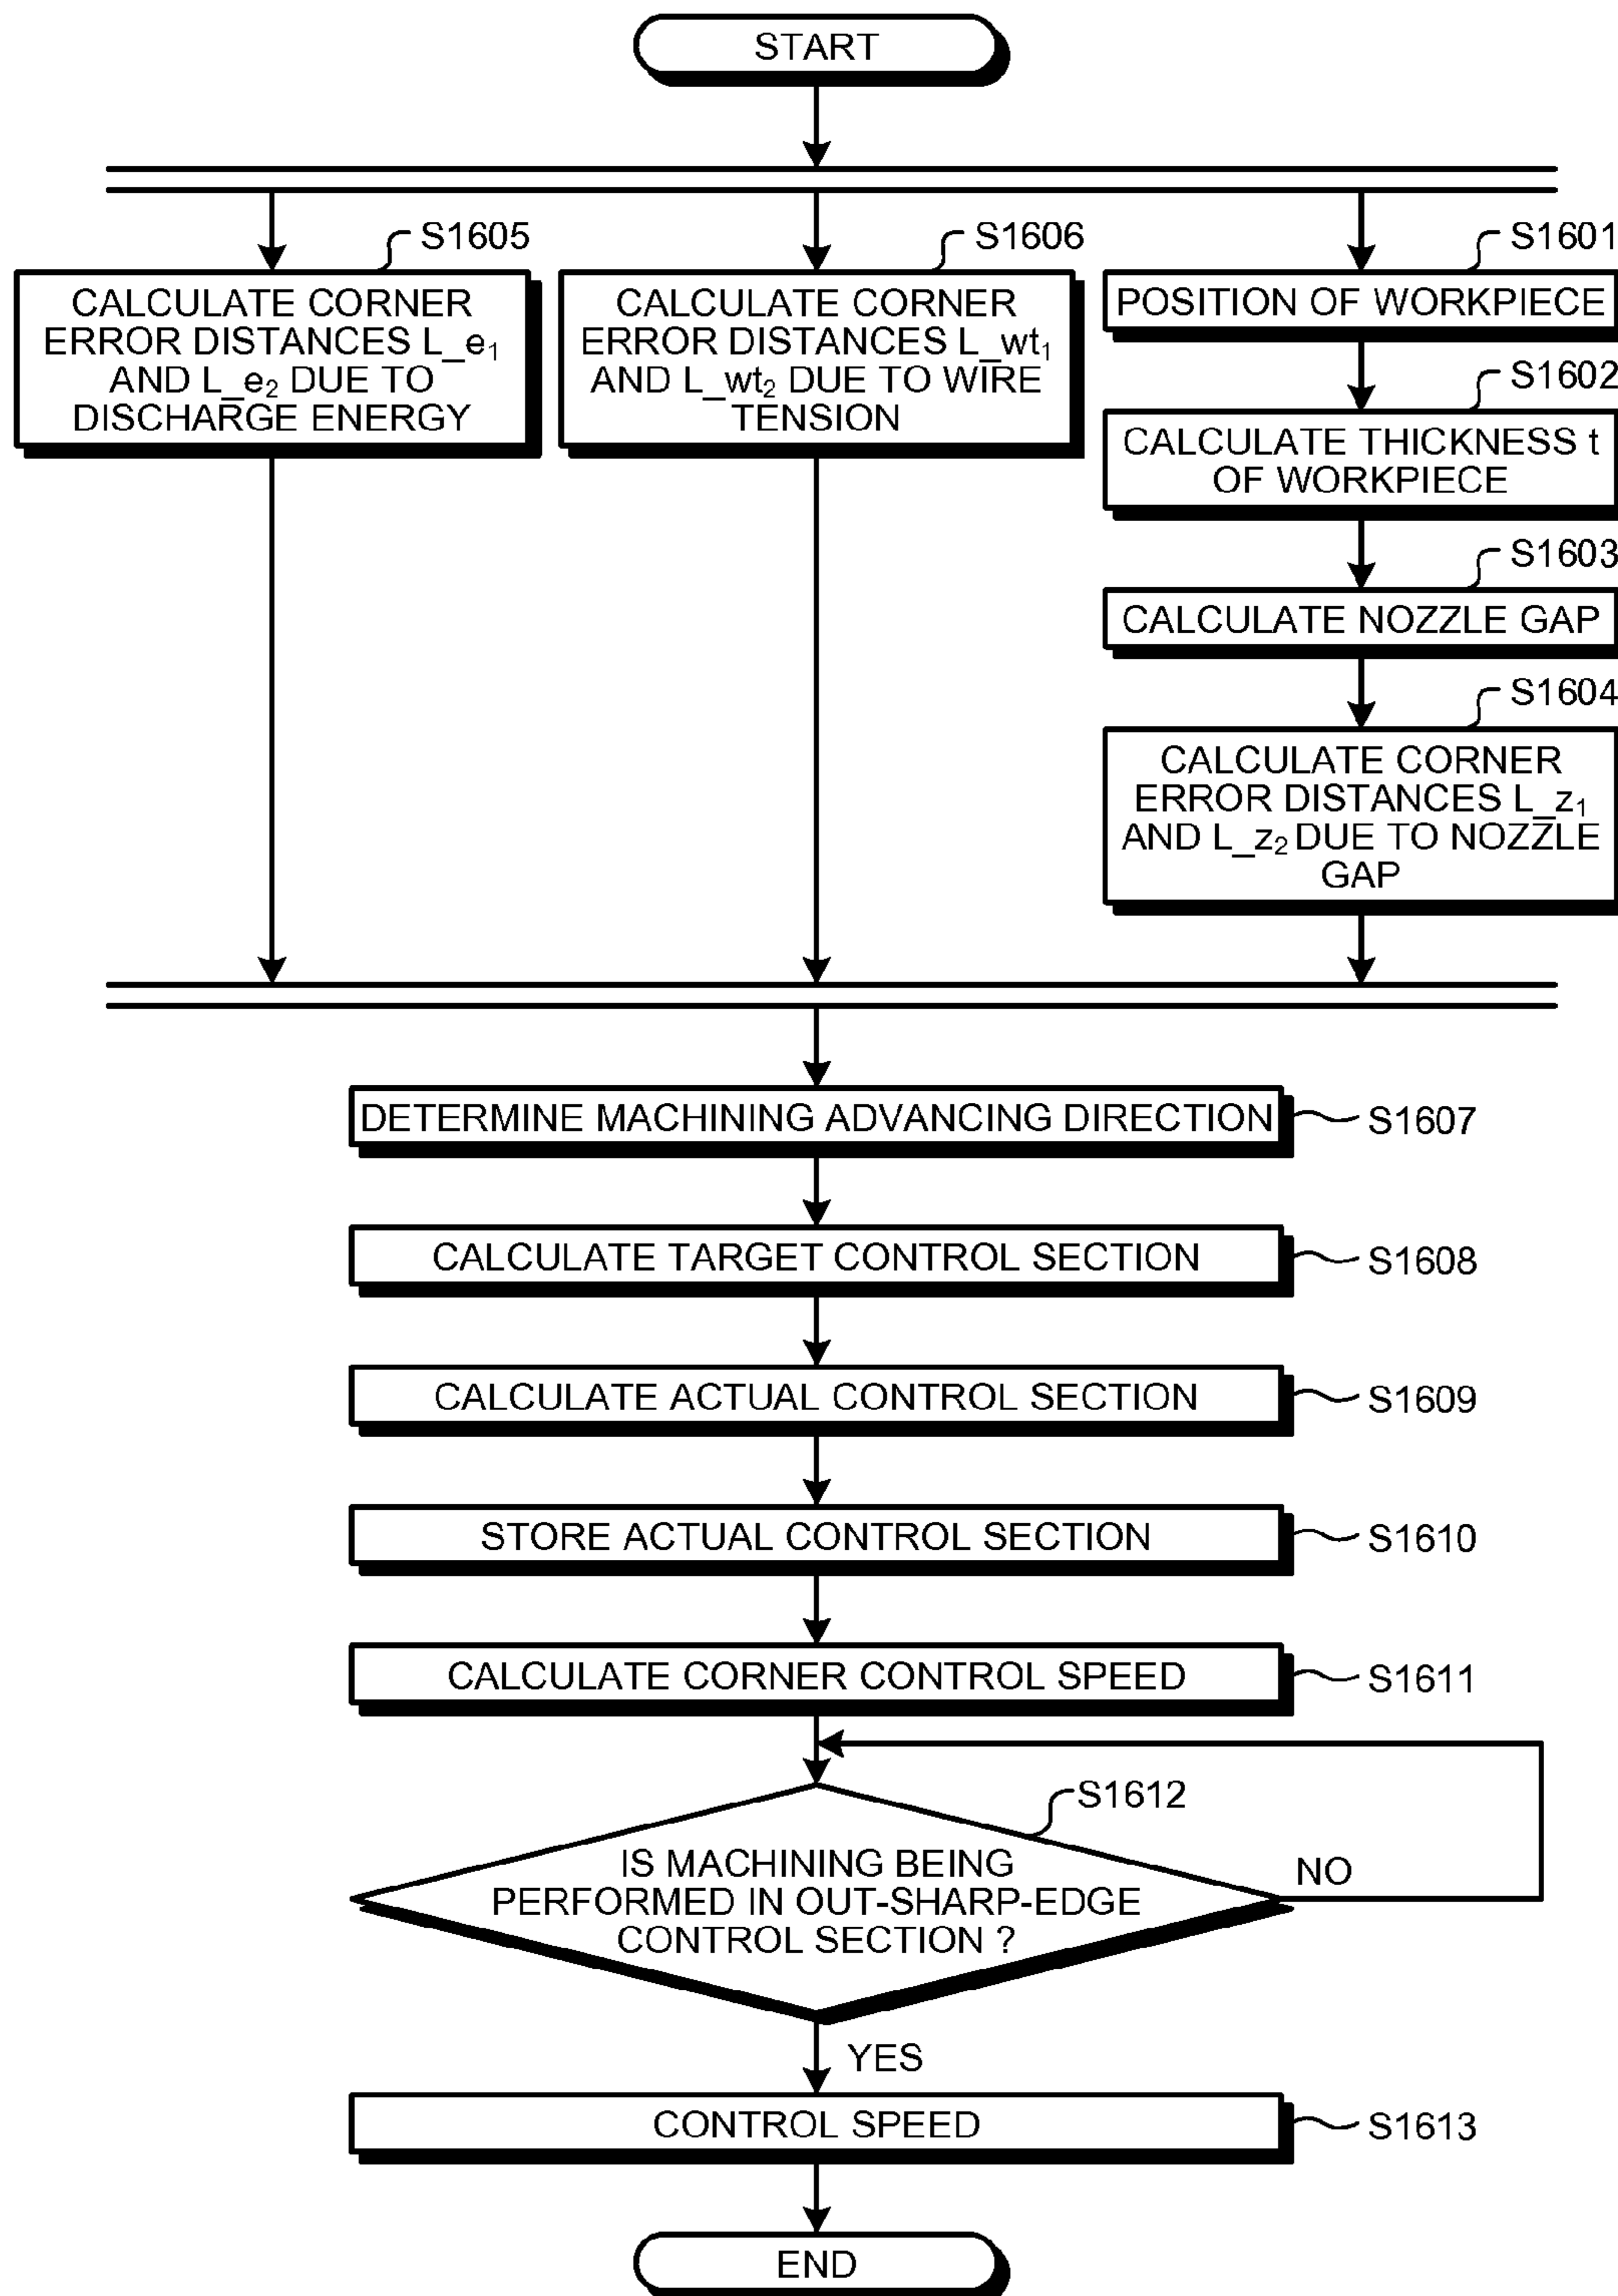 START
S1605
CALCULATE CORNER
ERROR DISTANCES L_e₁
AND L_e₂ DUE TO
DISCHARGE ENERGY
S1606
CALCULATE CORNER
ERROR DISTANCES L_wt₁
AND L_wt₂ DUE TO WIRE
TENSION
S1601
POSITION OF WORKPIECE
S1602
CALCULATE THICKNESS t
OF WORKPIECE
S1603
CALCULATE NOZZLE GAP
S1604
CALCULATE CORNER
ERROR DISTANCES L_z₁
AND L_z₂ DUE TO NOZZLE
GAP
DETERMINE MACHINING ADVANCING DIRECTION
S1607
CALCULATE TARGET CONTROL SECTION
S1608
CALCULATE ACTUAL CONTROL SECTION
S1609
STORE ACTUAL CONTROL SECTION
S1610
CALCULATE CORNER CONTROL SPEED
S1611
S1612
IS MACHINING BEING
PERFORMED IN OUT-SHARP-EDGE
CONTROL SECTION ?
NO
YES
CONTROL SPEED
S1613
END